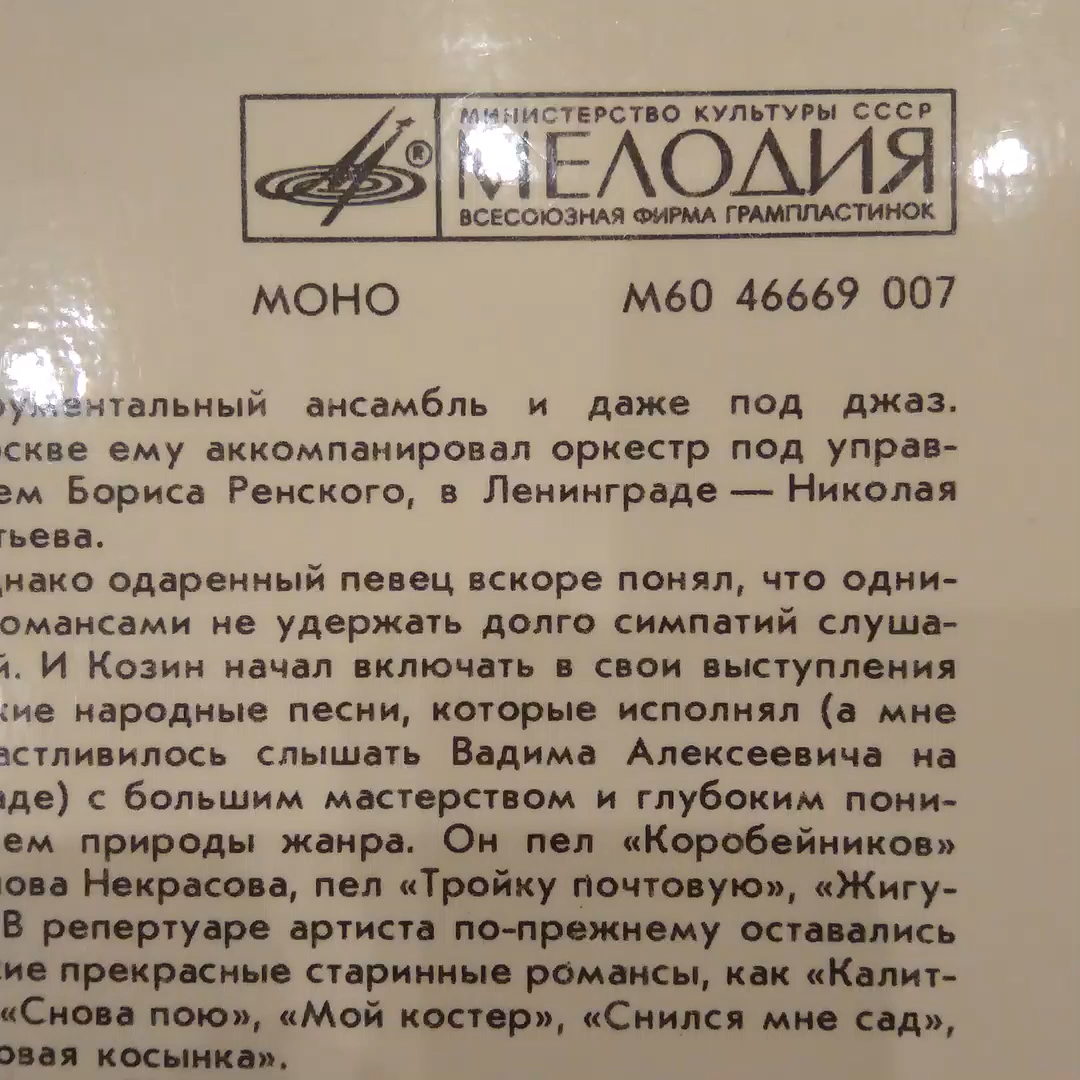 МИНИСТЕРСТВО КУЛЬТУРЫ СССР
МЕЛОДИЯ
®
ВСЕСОЮЗНАЯ ФИРМА ГРАМПЛАСТИНОК
МОНО М60 46669 007
рументальный ансамбль и даже под джаз.
скве ему аккомпанировал оркестр под управ-
ем Бориса Ренского, в Ленинграде — Николая
тьева.
днако одаренный певец вскоре понял, что одни-
омансами не удержать долго симпатий слуша-
й. И Козин начал включать в свои выступления
кие народные песни, которые исполнял (а мне
астливилось слышать Вадима Алексеевича на
аде) с большим мастерством и глубоким пони-
ем природы жанра. Он пел «Коробейников»
лова Некрасова, пел «Тройку почтовую», «Жигу-
В репертуаре артиста по-прежнему оставались
кие прекрасные старинные романсы, как «Калит-
«Снова пою», «Мой костер», «Снился мне сад»,
овая косынка».